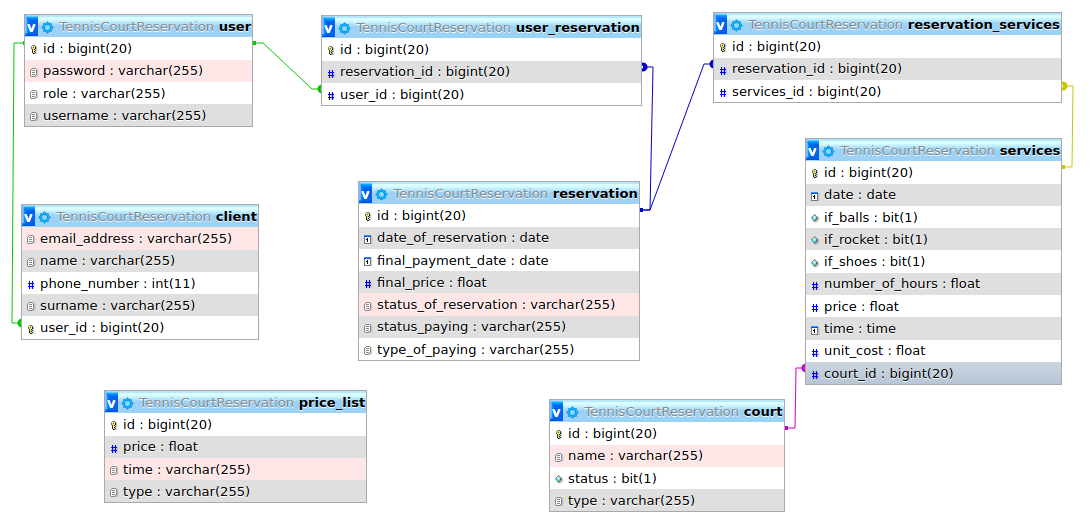 TennisCourtReservation user
id : bigint(20)
password : varchar(255)
role : varchar(255)
username : varchar(255)
TennisCourtReservation user_reservation
id : bigint(20)
reservation_id : bigint(20)
user_id : bigint(20)
TennisCourtReservation reservation_services
id : bigint(20)
reservation_id : bigint(20)
services_id : bigint(20)
TennisCourtReservation client
email_address : varchar(255)
name : varchar(255)
phone_number : int(11)
surname : varchar(255)
user_id : bigint(20)
TennisCourtReservation reservation
id : bigint(20)
date_of_reservation : date
final_payment_date : date
final_price : float
status_of_reservation : varchar(255)
status_paying : varchar(255)
type_of_paying : varchar(255)
TennisCourtReservation services
id : bigint(20)
date : date
if_balls : bit(1)
if_rocket : bit(1)
if_shoes : bit(1)
number_of_hours : float
price : float
time : time
unit_cost : float
court_id : bigint(20)
TennisCourtReservation price_list
id : bigint(20)
price : float
time : varchar(255)
type : varchar(255)
TennisCourtReservation court
id : bigint(20)
name : varchar(255)
status : bit(1)
type : varchar(255)